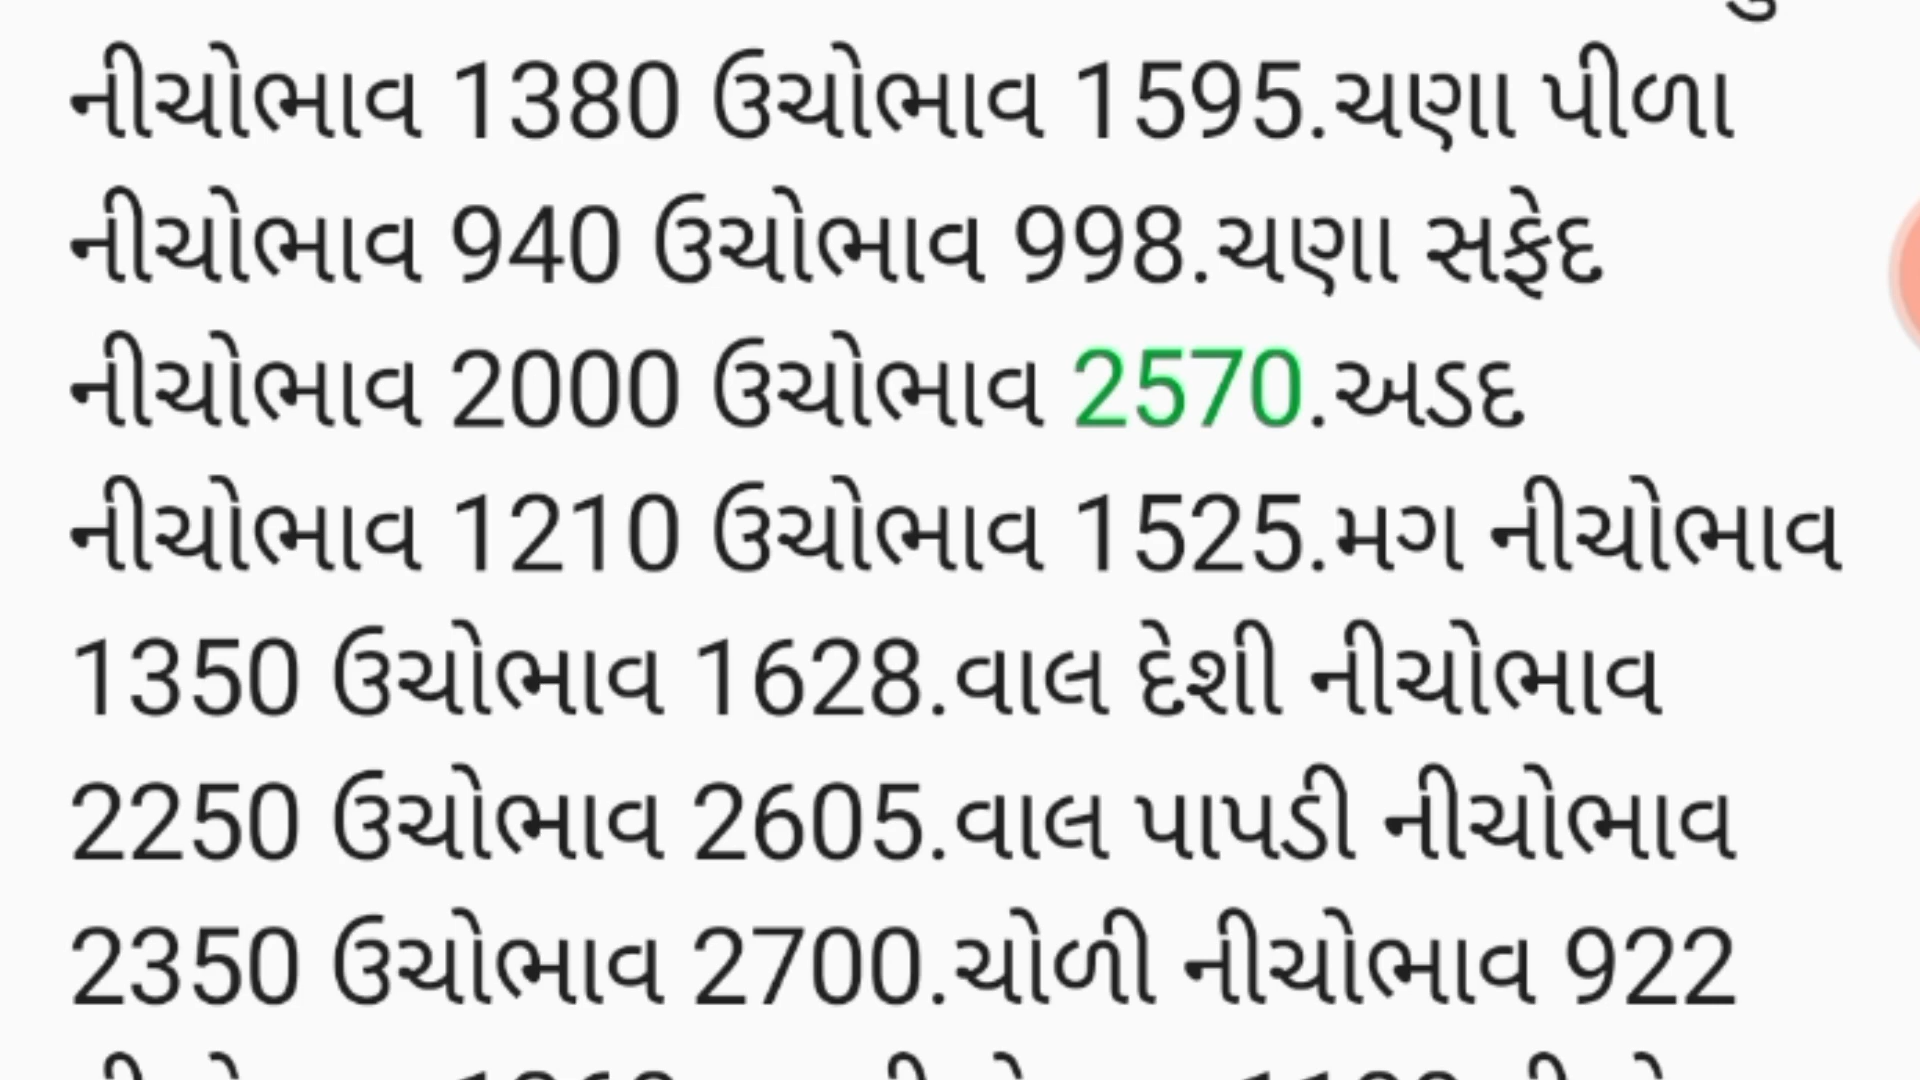 નીચોભાવ 1380 ઉચોભાવ 1595.ચણા પીળા
નીચોભાવ 940 ઉચોભાવ 998.ચણા સફેદ
નીચોભાવ 2000 ઉચોભાવ 2570.અડદ
નીચોભાવ 1210 ઉચોભાવ 1525.મગ નીચોભાવ
1350 ઉચોભાવ 1628.વાલ દેશી નીચોભાવ
2250 ઉચોભાવ 2605.વાલ પાપડી નીચોભાવ
2350 ઉચોભાવ 2700.ચોળી નીચોભાવ 922